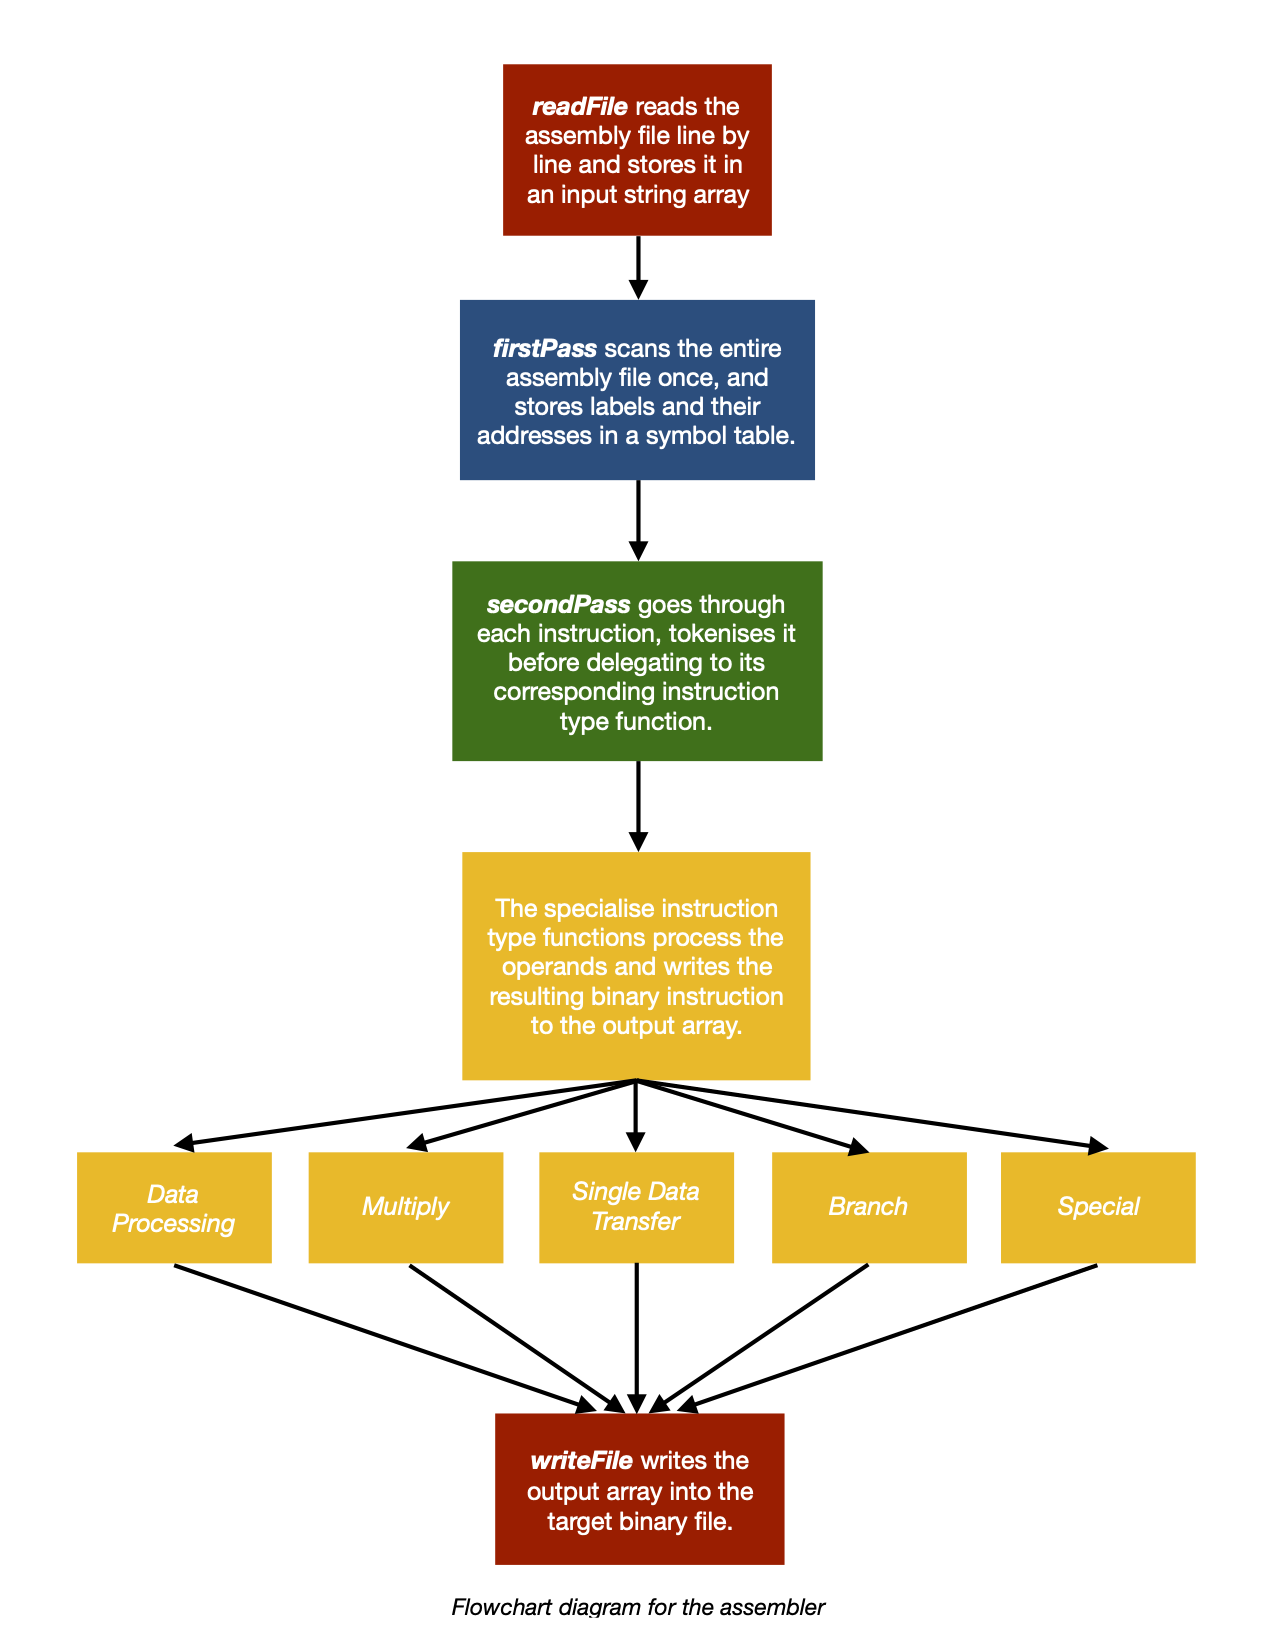 readFile reads the
assembly file line by
line and stores it in
an input string array
firstPass scans the entire
assembly file once, and
stores labels and their
addresses in a symbol table.
secondPass goes through
each instruction, tokenises it
before delegating to its
corresponding instruction
type function.
The specialise instruction
type functions process the
operands and writes the
resulting binary instruction
to the output array.
Data
Processing
Multiply
Single Data
Transfer
Branch
Special
writeFile writes the
output array into the
target binary file.
Flowchart diagram for the assembler